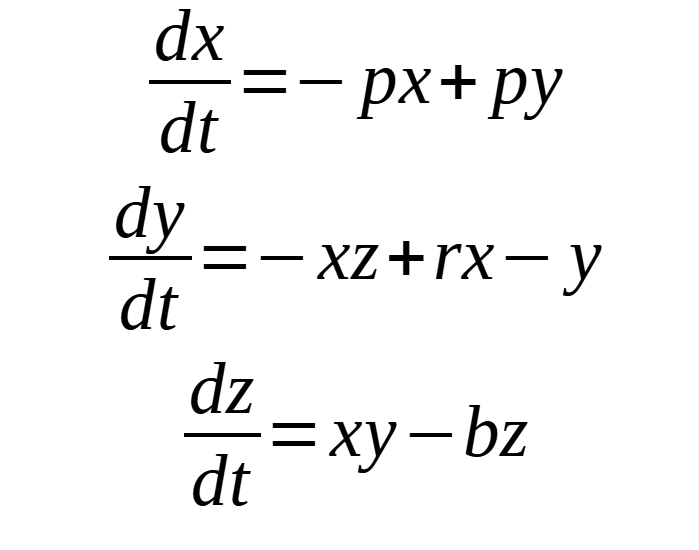 dx/dt = − px + py
dy/dt = − xz + rx − y
dz/dt = xy − bz